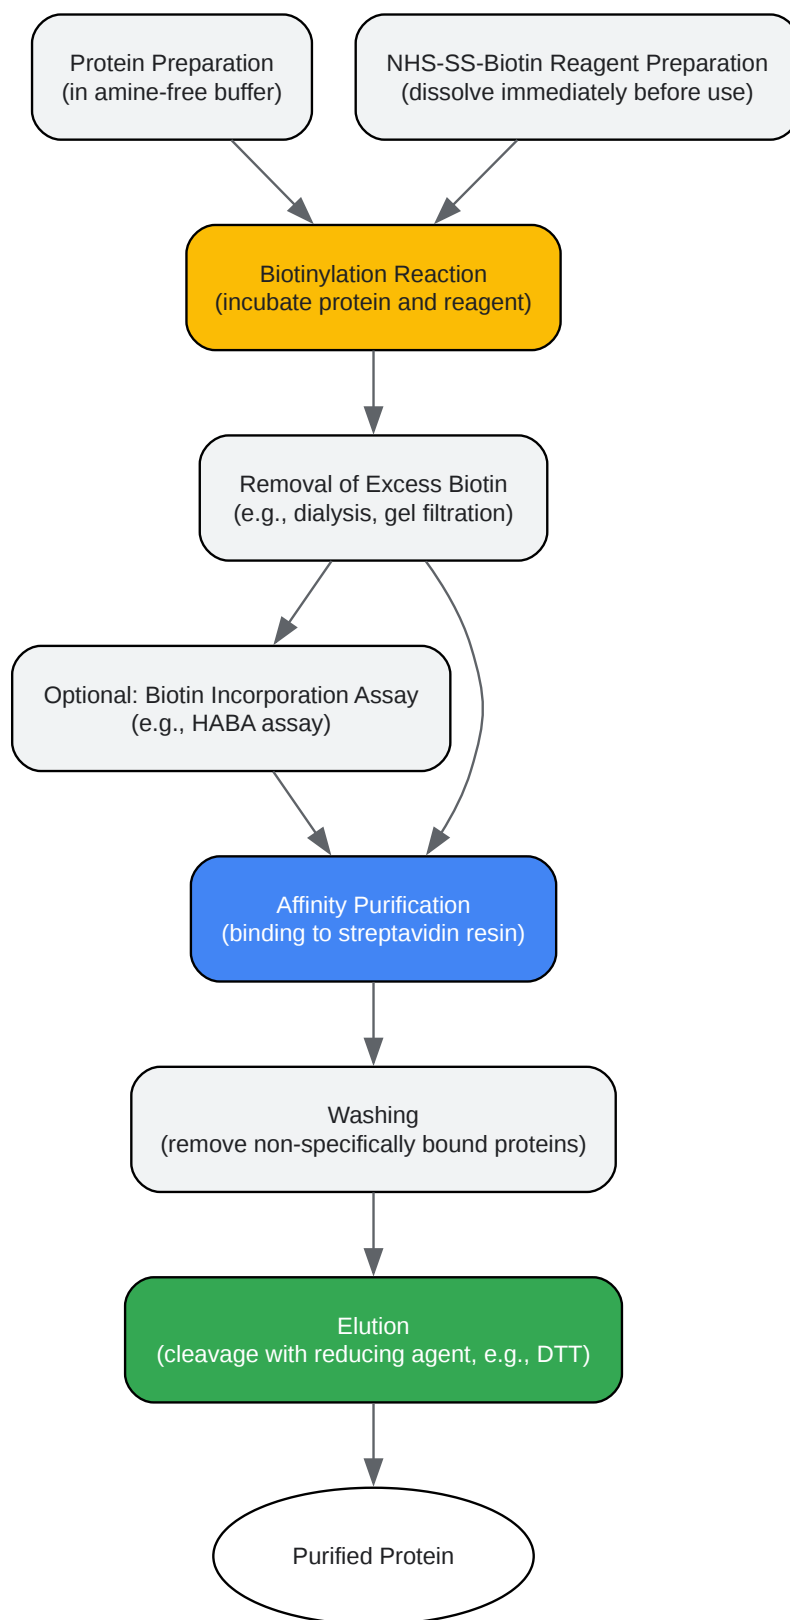 Protein Preparation
(in amine-free buffer)
NHS-SS-Biotin Reagent Preparation
(dissolve immediately before use)
Biotinylation Reaction
(incubate protein and reagent)
Removal of Excess Biotin
(e.g., dialysis, gel filtration)
Optional: Biotin Incorporation Assay
(e.g., HABA assay)
Affinity Purification
(binding to streptavidin resin)
Washing
(remove non-specifically bound proteins)
Elution
(cleavage with reducing agent, e.g., DTT)
Purified Protein